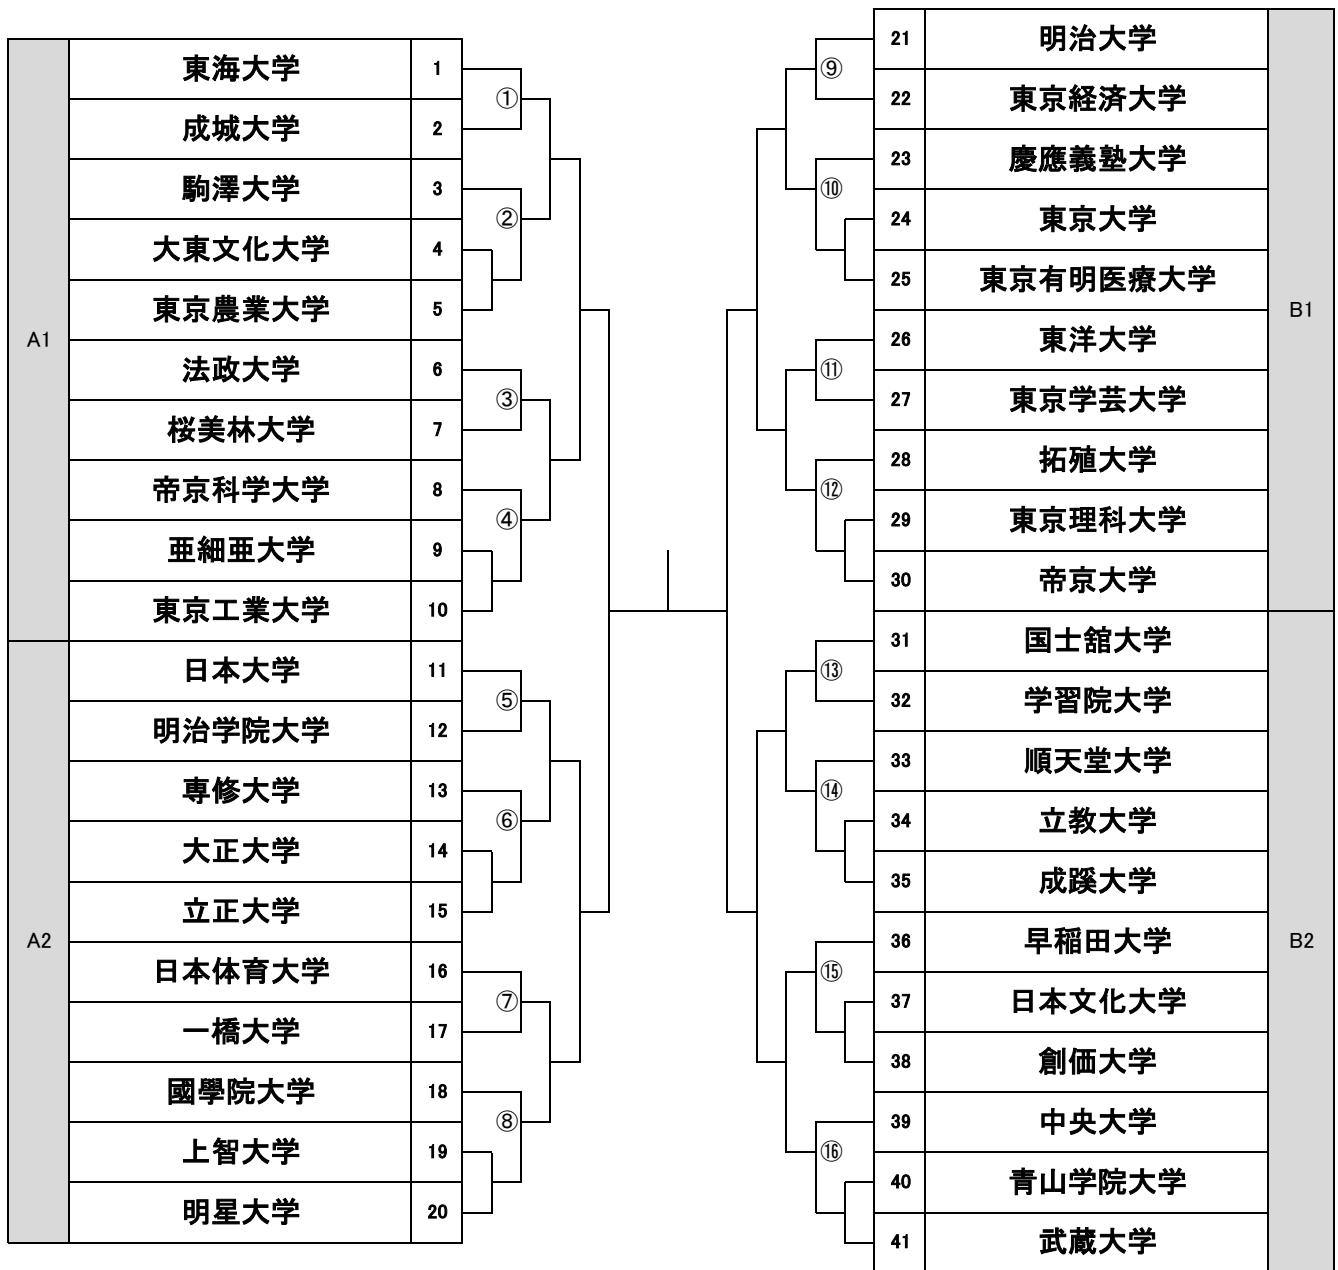 A1
東海大学 1
①
成城大学 2
駒澤大学 3
②
大東文化大学 4
東京農業大学 5
法政大学 6
③
桜美林大学 7
帝京科学大学 8
④
亜細亜大学 9
東京工業大学 10
A2
日本大学 11
⑤
明治学院大学 12
専修大学 13
⑥
大正大学 14
立正大学 15
日本体育大学 16
⑦
一橋大学 17
國學院大学 18
⑧
上智大学 19
明星大学 20
B1
21 明治大学
⑨
22 東京経済大学
23 慶應義塾大学
⑩
24 東京大学
25 東京有明医療大学
26 東洋大学
⑪
27 東京学芸大学
28 拓殖大学
⑫
29 東京理科大学
30 帝京大学
B2
31 国士舘大学
⑬
32 学習院大学
33 順天堂大学
⑭
34 立教大学
35 成蹊大学
36 早稲田大学
⑮
37 日本文化大学
38 創価大学
39 中央大学
⑯
40 青山学院大学
41 武蔵大学